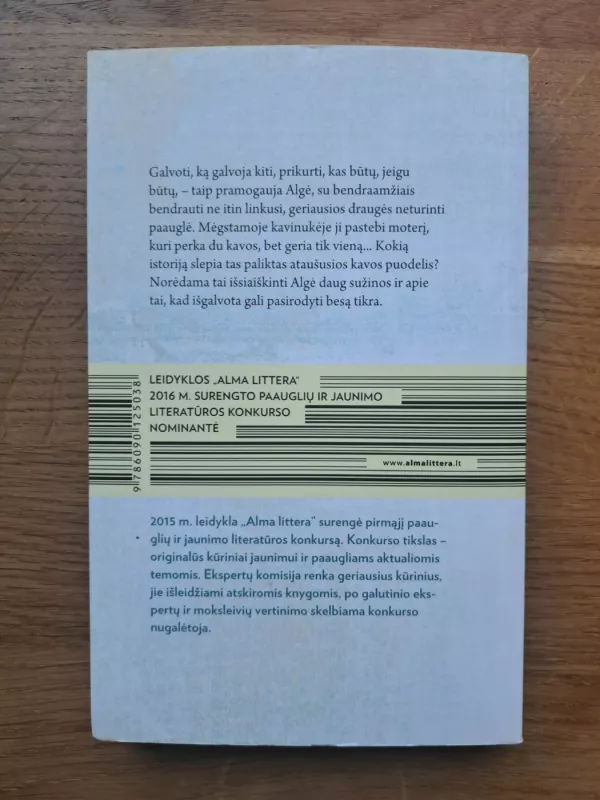 Galvoti, ką galvoja kiti, prikurti, kas būtų, jeigu
būtų, – taip pramogauja Algė, su bendraamžiais
bendrauti ne itin linkusi, geriausios draugės neturinti
paauglė. Mėgstamoje kavinukėje ji pastebi moterį,
kuri perka du kavos, bet geria tik vieną... Kokią
istoriją slepia tas paliktas ataušusios kavos puodelis?
Norėdama tai išsiaiškinti Algė daug sužinos ir apie
tai, kad išgalvota gali pasirodyti besą tikra.
9786090125038
LEIDYKLOS „ALMA LITTERA“
2016 M. SURENGTO PAAUGLIŲ IR JAUNIMO
LITERATŪROS KONKURSO
NOMINANTĖ
www.almalittera.lt
2015 m. leidykla „Alma littera“ surengė pirmąjį paau-
glių ir jaunimo literatūros konkursą. Konkurso tikslas –
originalūs kūriniai jaunimui ir paaugliams aktualiomis
temomis. Ekspertų komisija renka geriausius kūrinius,
jie išleidžiami atskiromis knygomis, po galutinio eks-
pertų ir moksleivių vertinimo skelbiama konkurso
nugalėtoja.